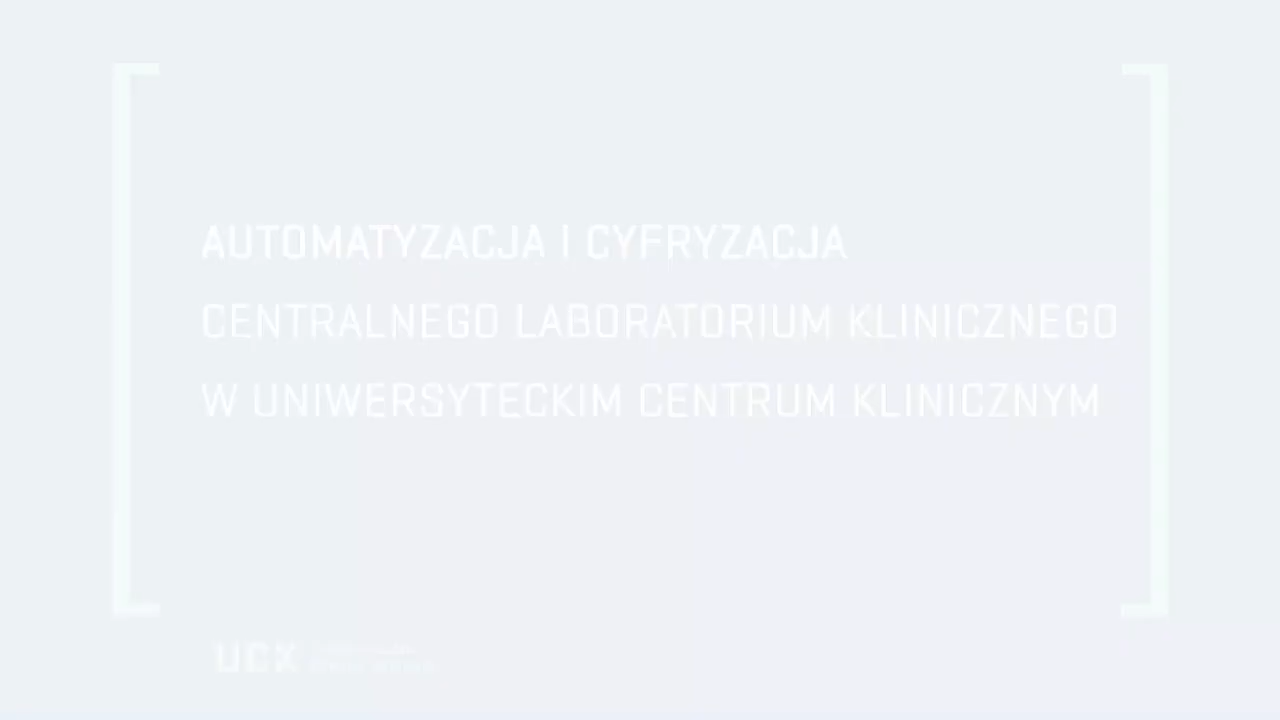 AUTOMATYZACJA I CYFRYZACJA
CENTRALNEGO LABORATORIUM KLINICZNEGO
W UNIWERSYTECKIM CENTRUM KLINICZNYM
UCK